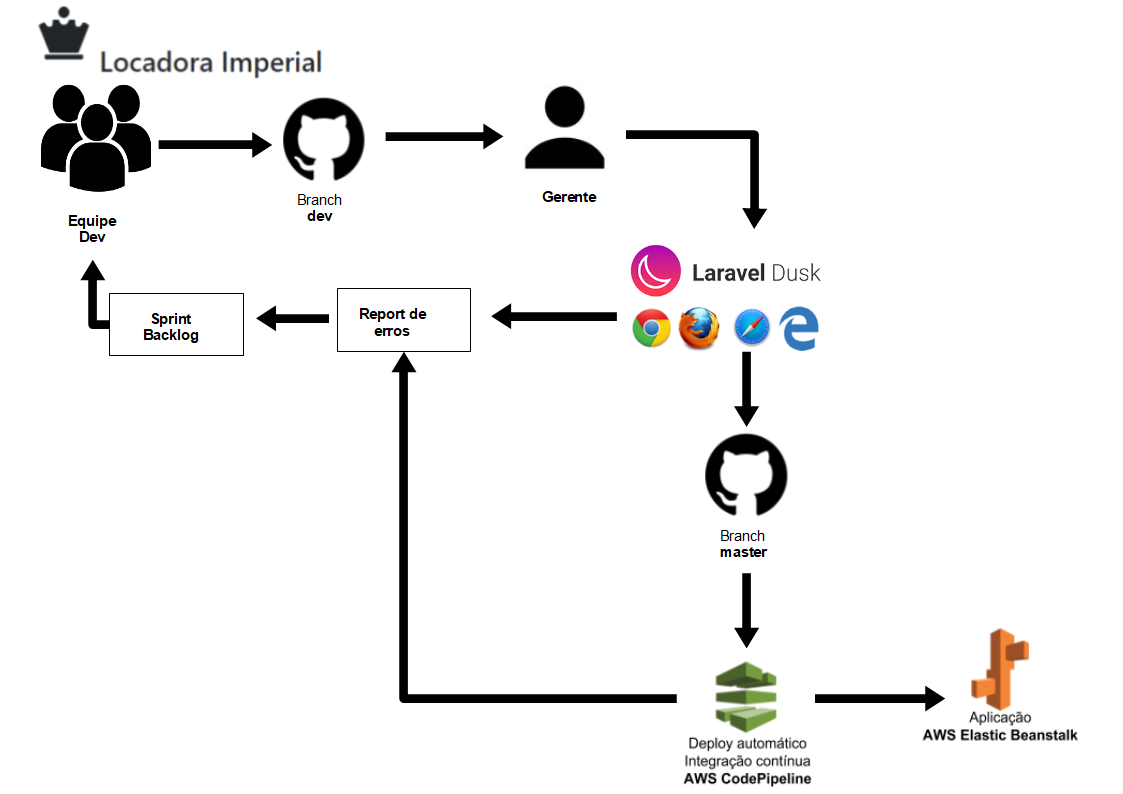 Locadora Imperial
Equipe
Dev
Branch
dev
Gerente
Laravel Dusk
Sprint
Backlog
Report de
erros
Branch
master
Deploy automático
Integração contínua
AWS CodePipeline
Aplicação
AWS Elastic Beanstalk